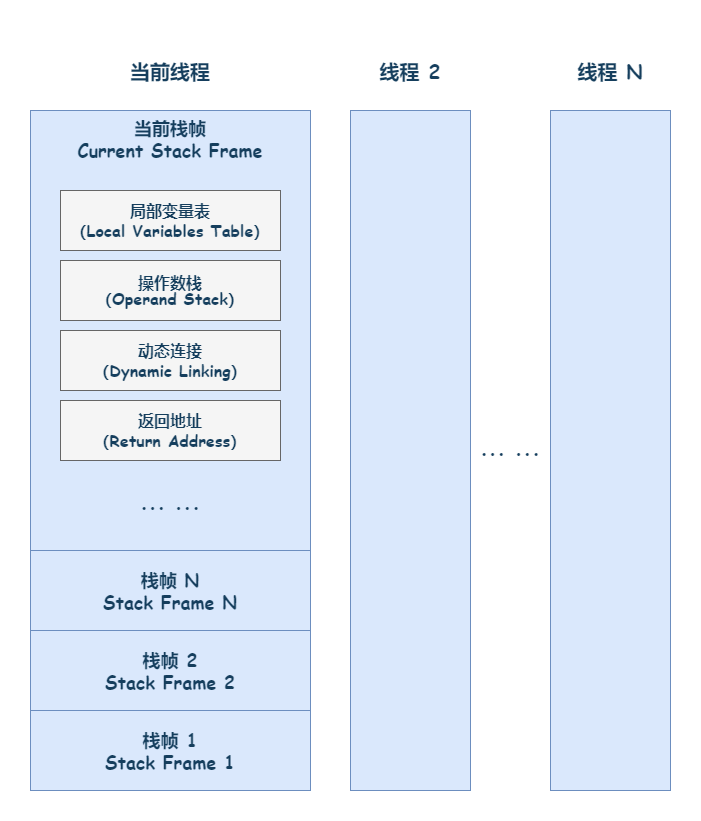 当前线程
线程 2
线程 N
当前栈帧
Current Stack Frame
局部变量表
(Local Variables Table)
操作数栈
(Operand Stack)
动态连接
(Dynamic Linking)
返回地址
(Return Address)
... ...
... ...
栈帧 N
Stack Frame N
栈帧 2
Stack Frame 2
栈帧 1
Stack Frame 1